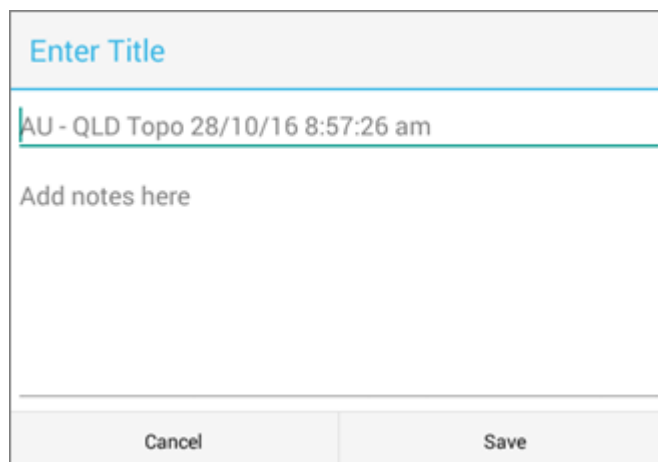 Enter Title
AU - QLD Topo 28/10/16 8:57:26 am
Add notes here
Cancel
Save